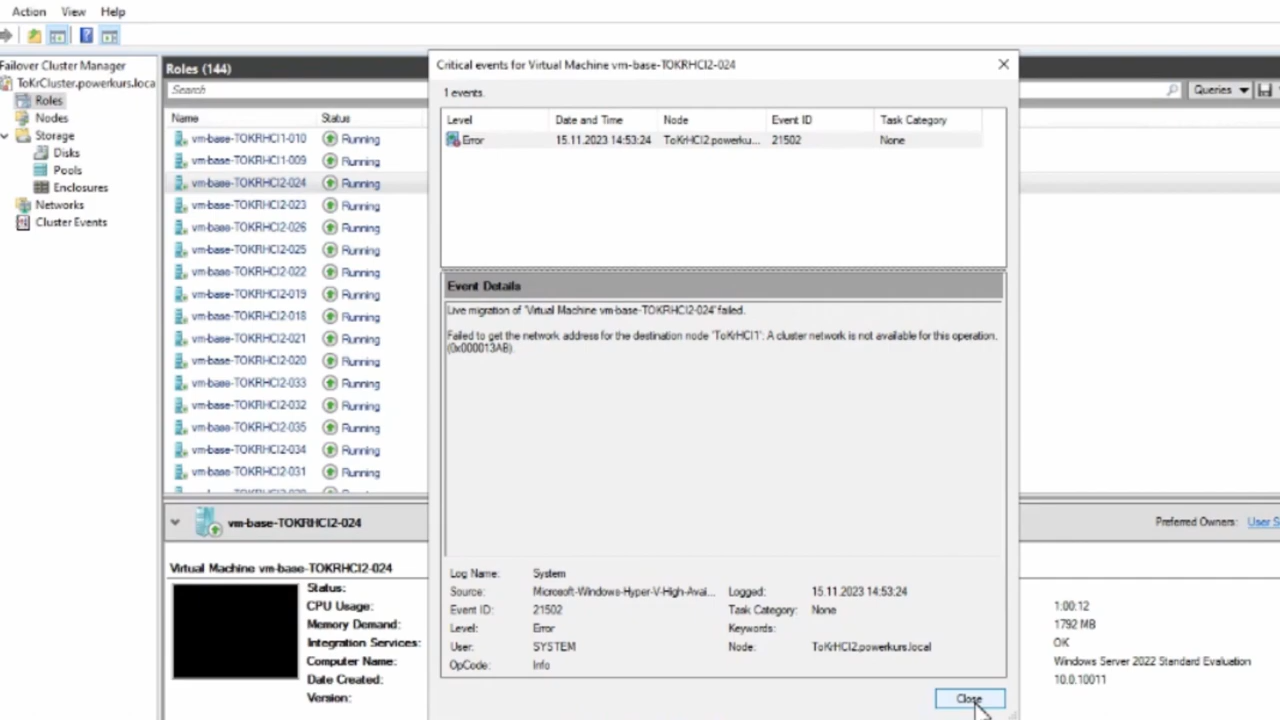 Action View Help
Failover Cluster Manager
ToKrCluster.powerkurs.loca
Roles
Nodes
Storage
Disks
Pools
Enclosures
Networks
Cluster Events
Roles (144)
Search
Queries
Name Status
vm-base-TOKRHCI1-010 Running
vm-base-TOKRHCI1-009 Running
vm-base-TOKRHCI2-024 Running
vm-base-TOKRHCI2-023 Running
vm-base-TOKRHCI2-026 Running
vm-base-TOKRHCI2-025 Running
vm-base-TOKRHCI2-022 Running
vm-base-TOKRHCI2-019 Running
vm-base-TOKRHCI2-018 Running
vm-base-TOKRHCI2-021 Running
vm-base-TOKRHCI2-020 Running
vm-base-TOKRHCI2-033 Running
vm-base-TOKRHCI2-032 Running
vm-base-TOKRHCI2-035 Running
vm-base-TOKRHCI2-034 Running
vm-base-TOKRHCI2-031 Running
vm-base-TOKRHCI2-024
Preferred Owners: User S
Virtual Machine vm-base-TOKRHCI2-024
Status:
CPU Usage:
Memory Demand:
Integration Services:
Computer Name:
Date Created:
Version:
1:00:12
1792 MB
OK
Windows Server 2022 Standard Evaluation
10.0.10011
Critical events for Virtual Machine vm-base-TOKRHCI2-024
1 events.
Level Date and Time Node Event ID Task Category
Error 15.11.2023 14:53:24 ToKrHCI2.powerku... 21502 None
Event Details
Live migration of 'Virtual Machine vm-base-TOKRHCI2-024' failed.
Failed to get the network address for the destination node 'ToKrHCI1': A cluster network is not available for this operation.
(0x000013AB).
Log Name: System
Source: Microsoft-Windows-Hyper-V-High-Avai... Logged: 15.11.2023 14:53:24
Event ID: 21502 Task Category: None
Level: Error Keywords:
User: SYSTEM Node: ToKrHCI2.powerkurs.local
OpCode: Info
Close